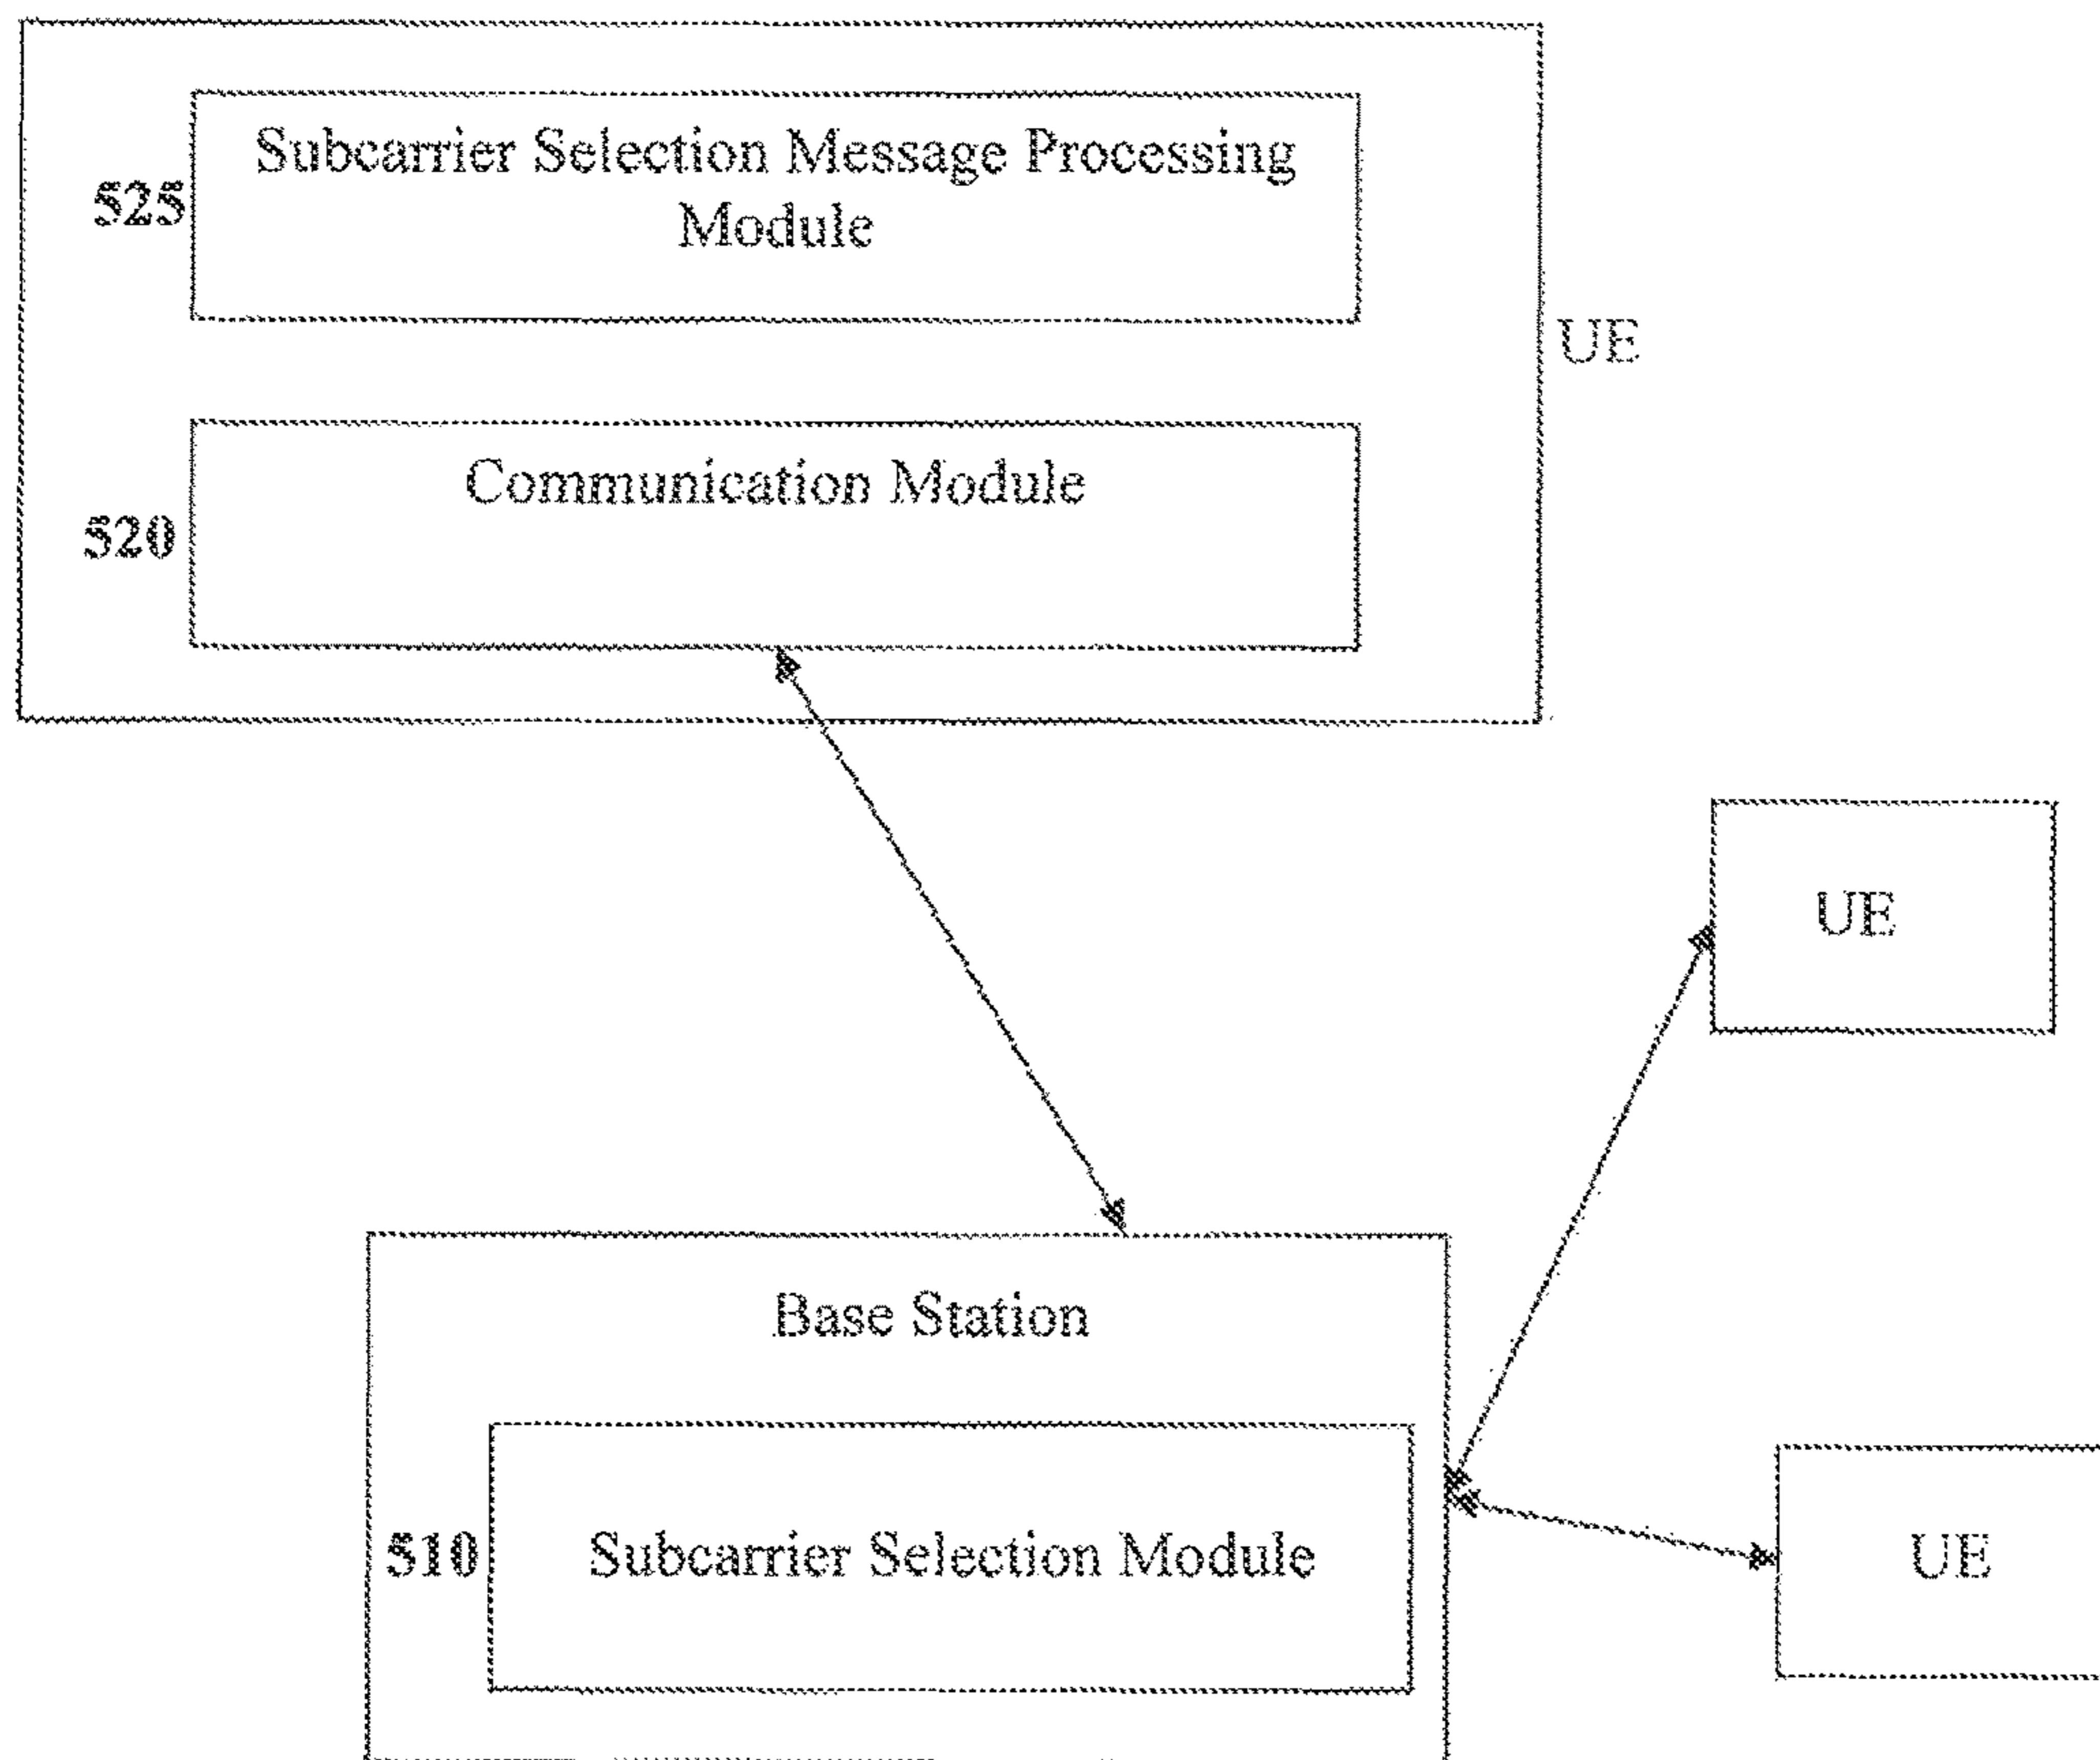 Subcarrier Selection Message Processing
Module
525
UE
Communication Module
520
UE
Base Station
510
Subcarrier Selection Module
UE